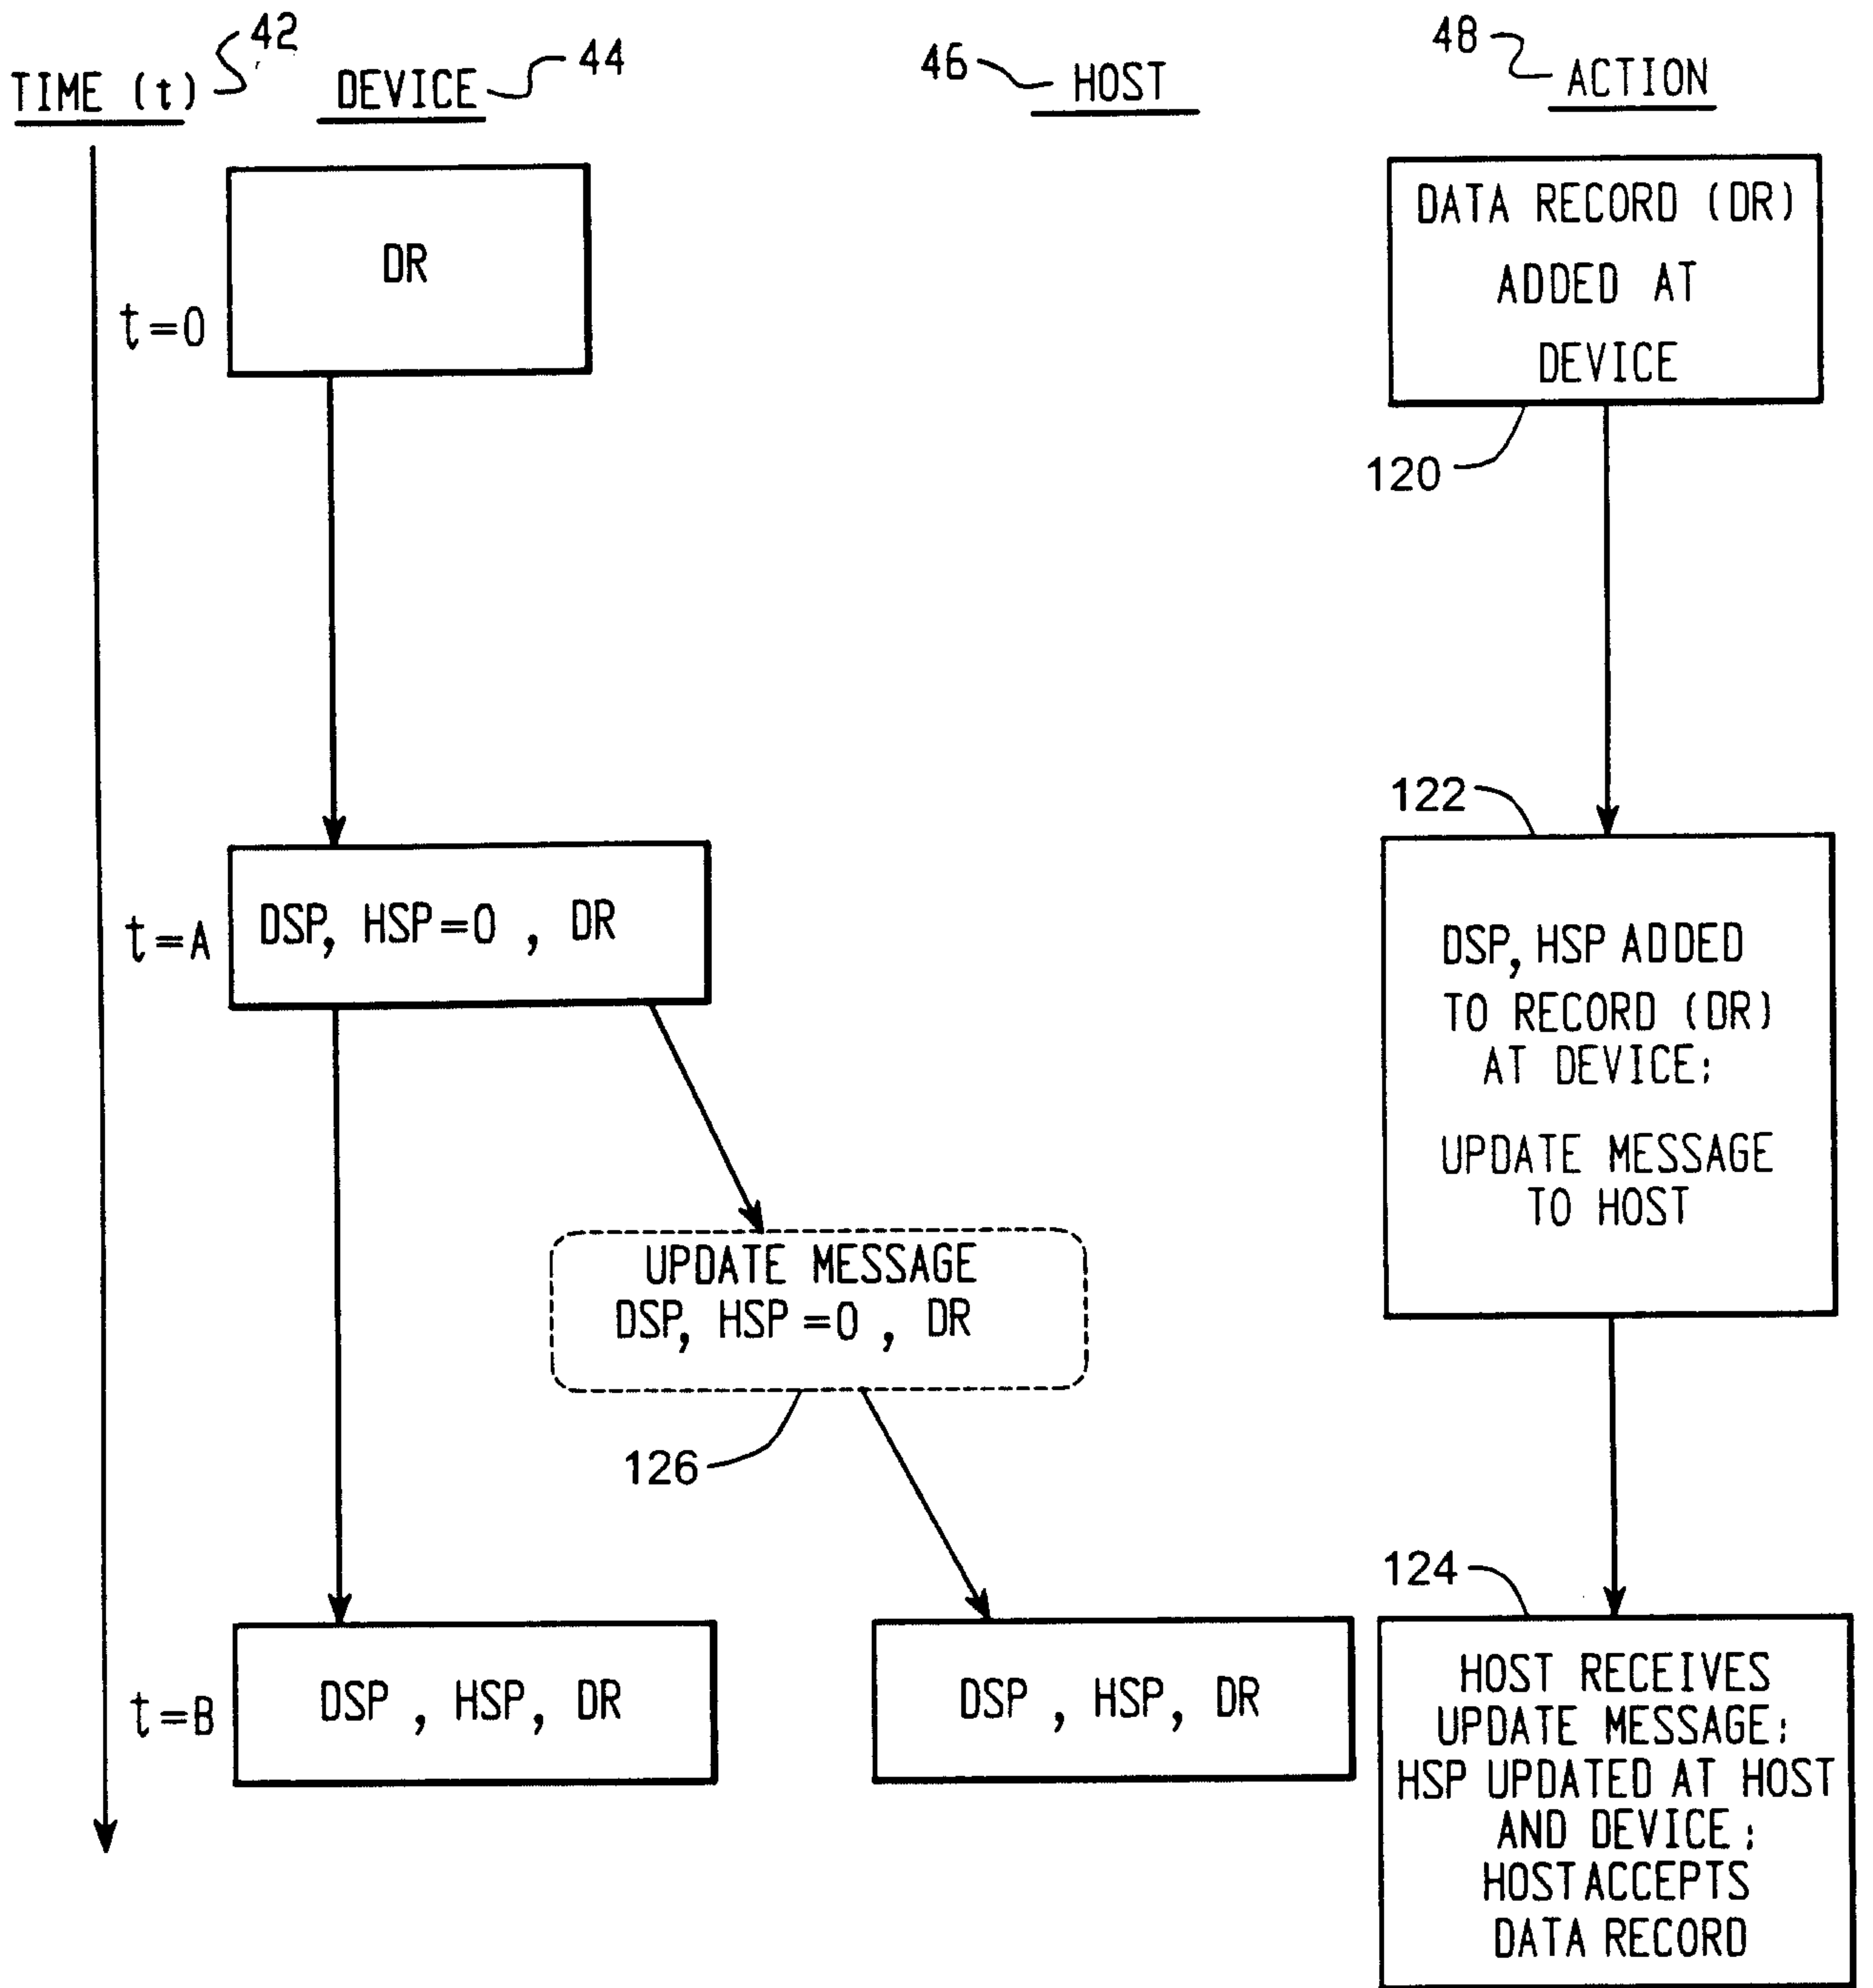 42
44
46
48
TIME (t)
DEVICE
HOST
ACTION
DR
t=0
DATA RECORD (DR)
ADDED AT
DEVICE
120
122
t=A
DSP, HSP=0 , DR
DSP, HSP ADDED
TO RECORD (DR)
AT DEVICE;
UPDATE MESSAGE
TO HOST
UPDATE MESSAGE
DSP, HSP=0 , DR
126
124
t=B
DSP , HSP, DR
DSP , HSP, DR
HOST RECEIVES
UPDATE MESSAGE;
HSP UPDATED AT HOST
AND DEVICE;
HOST ACCEPTS
DATA RECORD